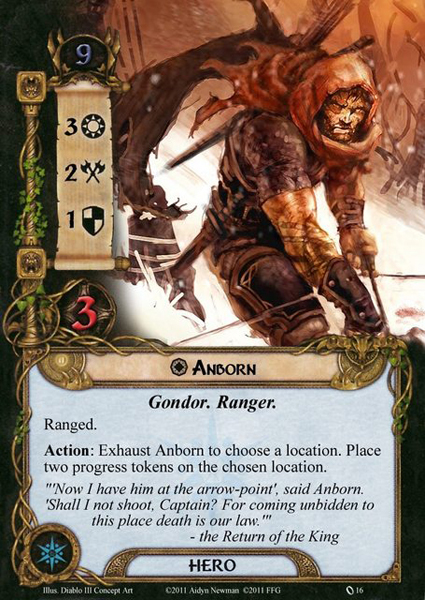 9
3
2
1
3
Anborn
Gondor. Ranger.
Ranged.
Action: Exhaust Anborn to choose a location. Place
two progress tokens on the chosen location.
"'Now I have him at the arrow-point', said Anborn.
'Shall I not shoot, Captain? For coming unbidden to
this place death is our law.'"
- the Return of the King
HERO
Illus. Diablo III Concept Art
©2011 Aidyn Newman ©2011 FFG
16